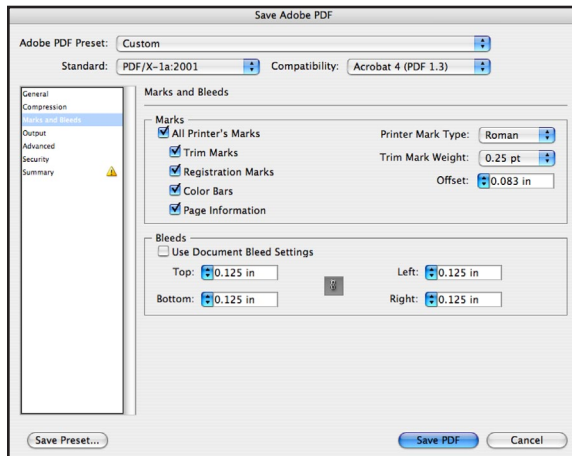 Save Adobe PDF
Adobe PDF Preset: Custom
Standard: PDF/X-1a:2001 Compatibility: Acrobat 4 (PDF 1.3)
General
Compression
Marks and Bleeds
Output
Advanced
Security
Summary
Marks and Bleeds
Marks
All Printer's Marks
Trim Marks
Registration Marks
Color Bars
Page Information
Printer Mark Type: Roman
Trim Mark Weight: 0.25 pt
Offset: 0.083 in
Bleeds
Use Document Bleed Settings
Top: 0.125 in Left: 0.125 in
Bottom: 0.125 in Right: 0.125 in
Save Preset... Save PDF Cancel